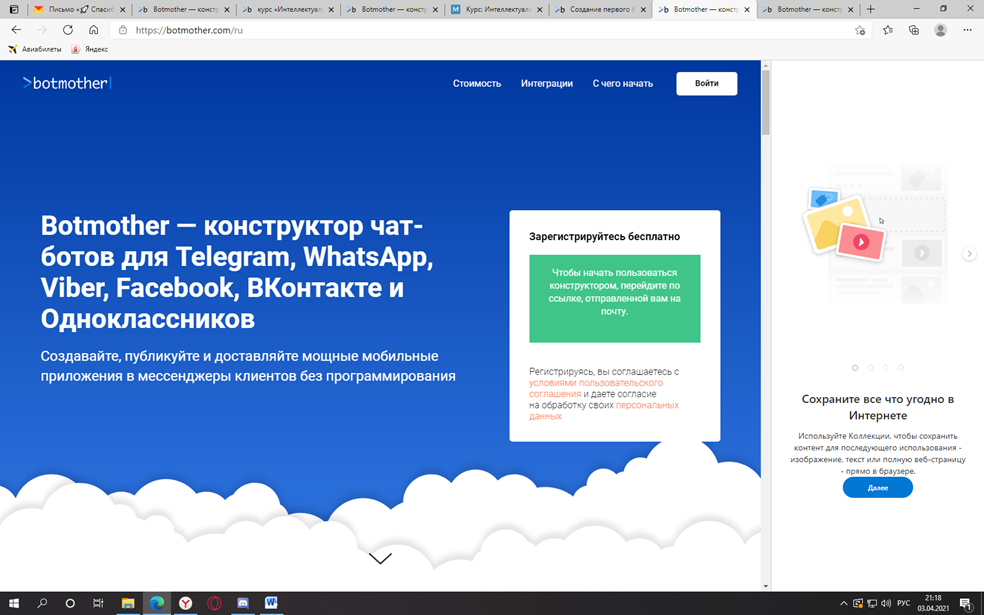 Письмо «🚀 Спасиб
Botmother — конст
курс «Интеллектуал
Botmother — конст
Курс: Интеллектуал
Создание первого б
Botmother — конст
Botmother — конст
https://botmother.com/ru
Авиабилеты
Яндекс
>botmother
Стоимость
Интеграции
С чего начать
Войти
Botmother — конструктор чат-
ботов для Telegram, WhatsApp,
Viber, Facebook, ВКонтакте и
Одноклассников
Создавайте, публикуйте и доставляйте мощные мобильные
приложения в мессенджеры клиентов без программирования
Зарегистрируйтесь бесплатно
Чтобы начать пользоваться
конструктором, перейдите по
ссылке, отправленной вам на
почту.
Регистрируясь, вы соглашаетесь с
условиями пользовательского
соглашения и даете согласие
на обработку своих персональных
данных
Сохраните все что угодно в
Интернете
Используйте Коллекции, чтобы сохранить
контент для последующего использования -
изображение, текст или полную веб-страницу
- прямо в браузере.
Далее
РУС
21:18
03.04.2021